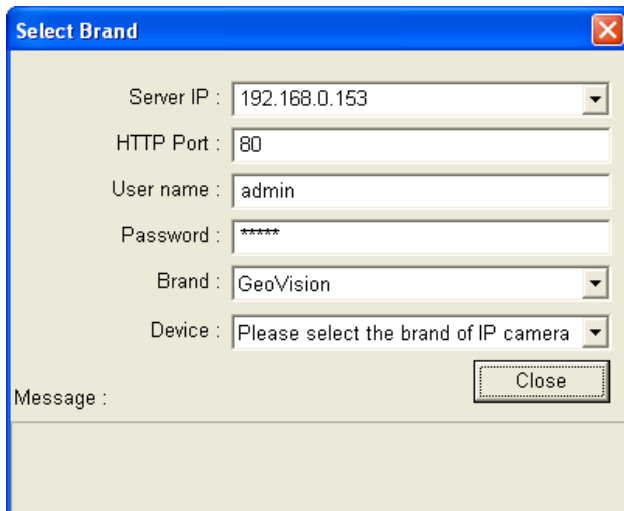 Select Brand
Server IP : 192.168.0.153
HTTP Port : 80
User name : admin
Password : *****
Brand : GeoVision
Device : Please select the brand of IP camera
Close
Message :